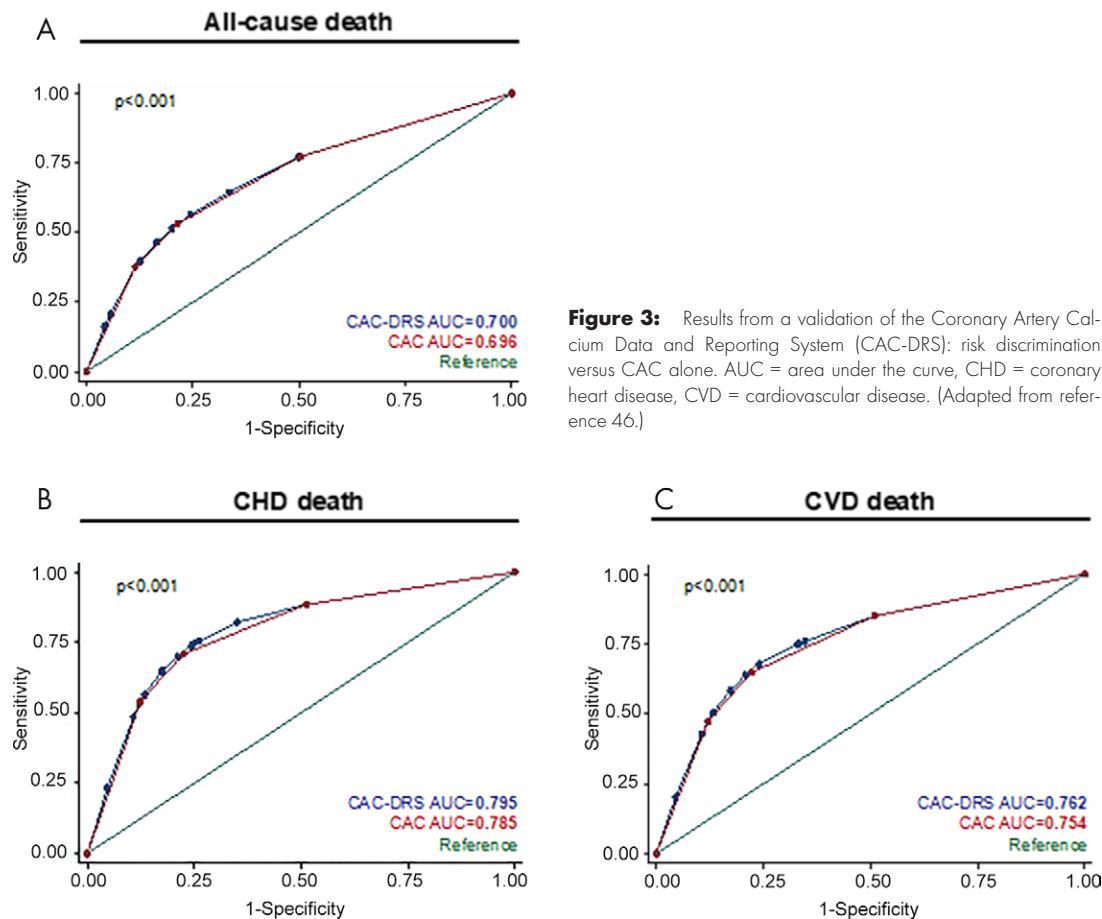 A
All-cause death
p<0.001
1.00
0.75
0.50
0.25
0.00
Sensitivity
CAC-DRS AUC=0.700
CAC AUC=0.696
Reference
0.00 0.25 0.50 0.75 1.00
1-Specificity
Figure 3: Results from a validation of the Coronary Artery Cal-
cium Data and Reporting System (CAC-DRS): risk discrimination
versus CAC alone. AUC = area under the curve, CHD = coronary
heart disease, CVD = cardiovascular disease. (Adapted from refer-
ence 46.)
B
CHD death
p<0.001
1.00
0.75
0.50
0.25
0.00
Sensitivity
CAC-DRS AUC=0.795
CAC AUC=0.785
Reference
0.00 0.25 0.50 0.75 1.00
1-Specificity
C
CVD death
p<0.001
1.00
0.75
0.50
0.25
0.00
Sensitivity
CAC-DRS AUC=0.762
CAC AUC=0.754
Reference
0.00 0.25 0.50 0.75 1.00
1-Specificity